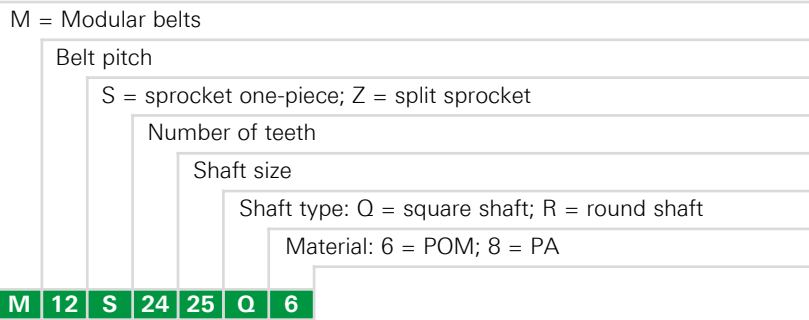 M = Modular belts
Belt pitch
S = sprocket one-piece; Z = split sprocket
Number of teeth
Shaft size
Shaft type: Q = square shaft; R = round shaft
Material: 6 = POM; 8 = PA
M 12 S 24 25 Q 6